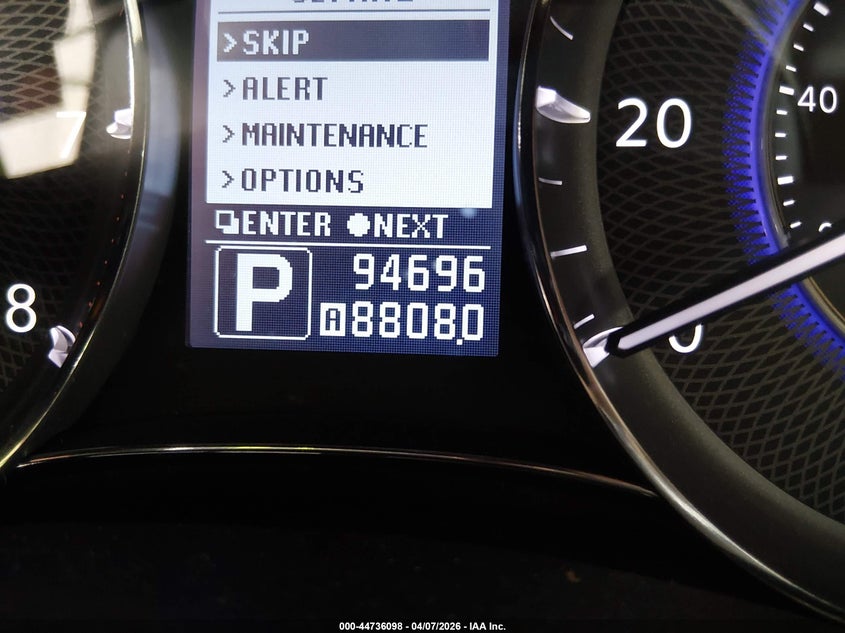 >SKIP
>ALERT
>MAINTENANCE
>OPTIONS
ENTER NEXT
P
94696
A 8808.0
7
8
20
0
40
000-44736098 - 04/07/2026 - IAA Inc.